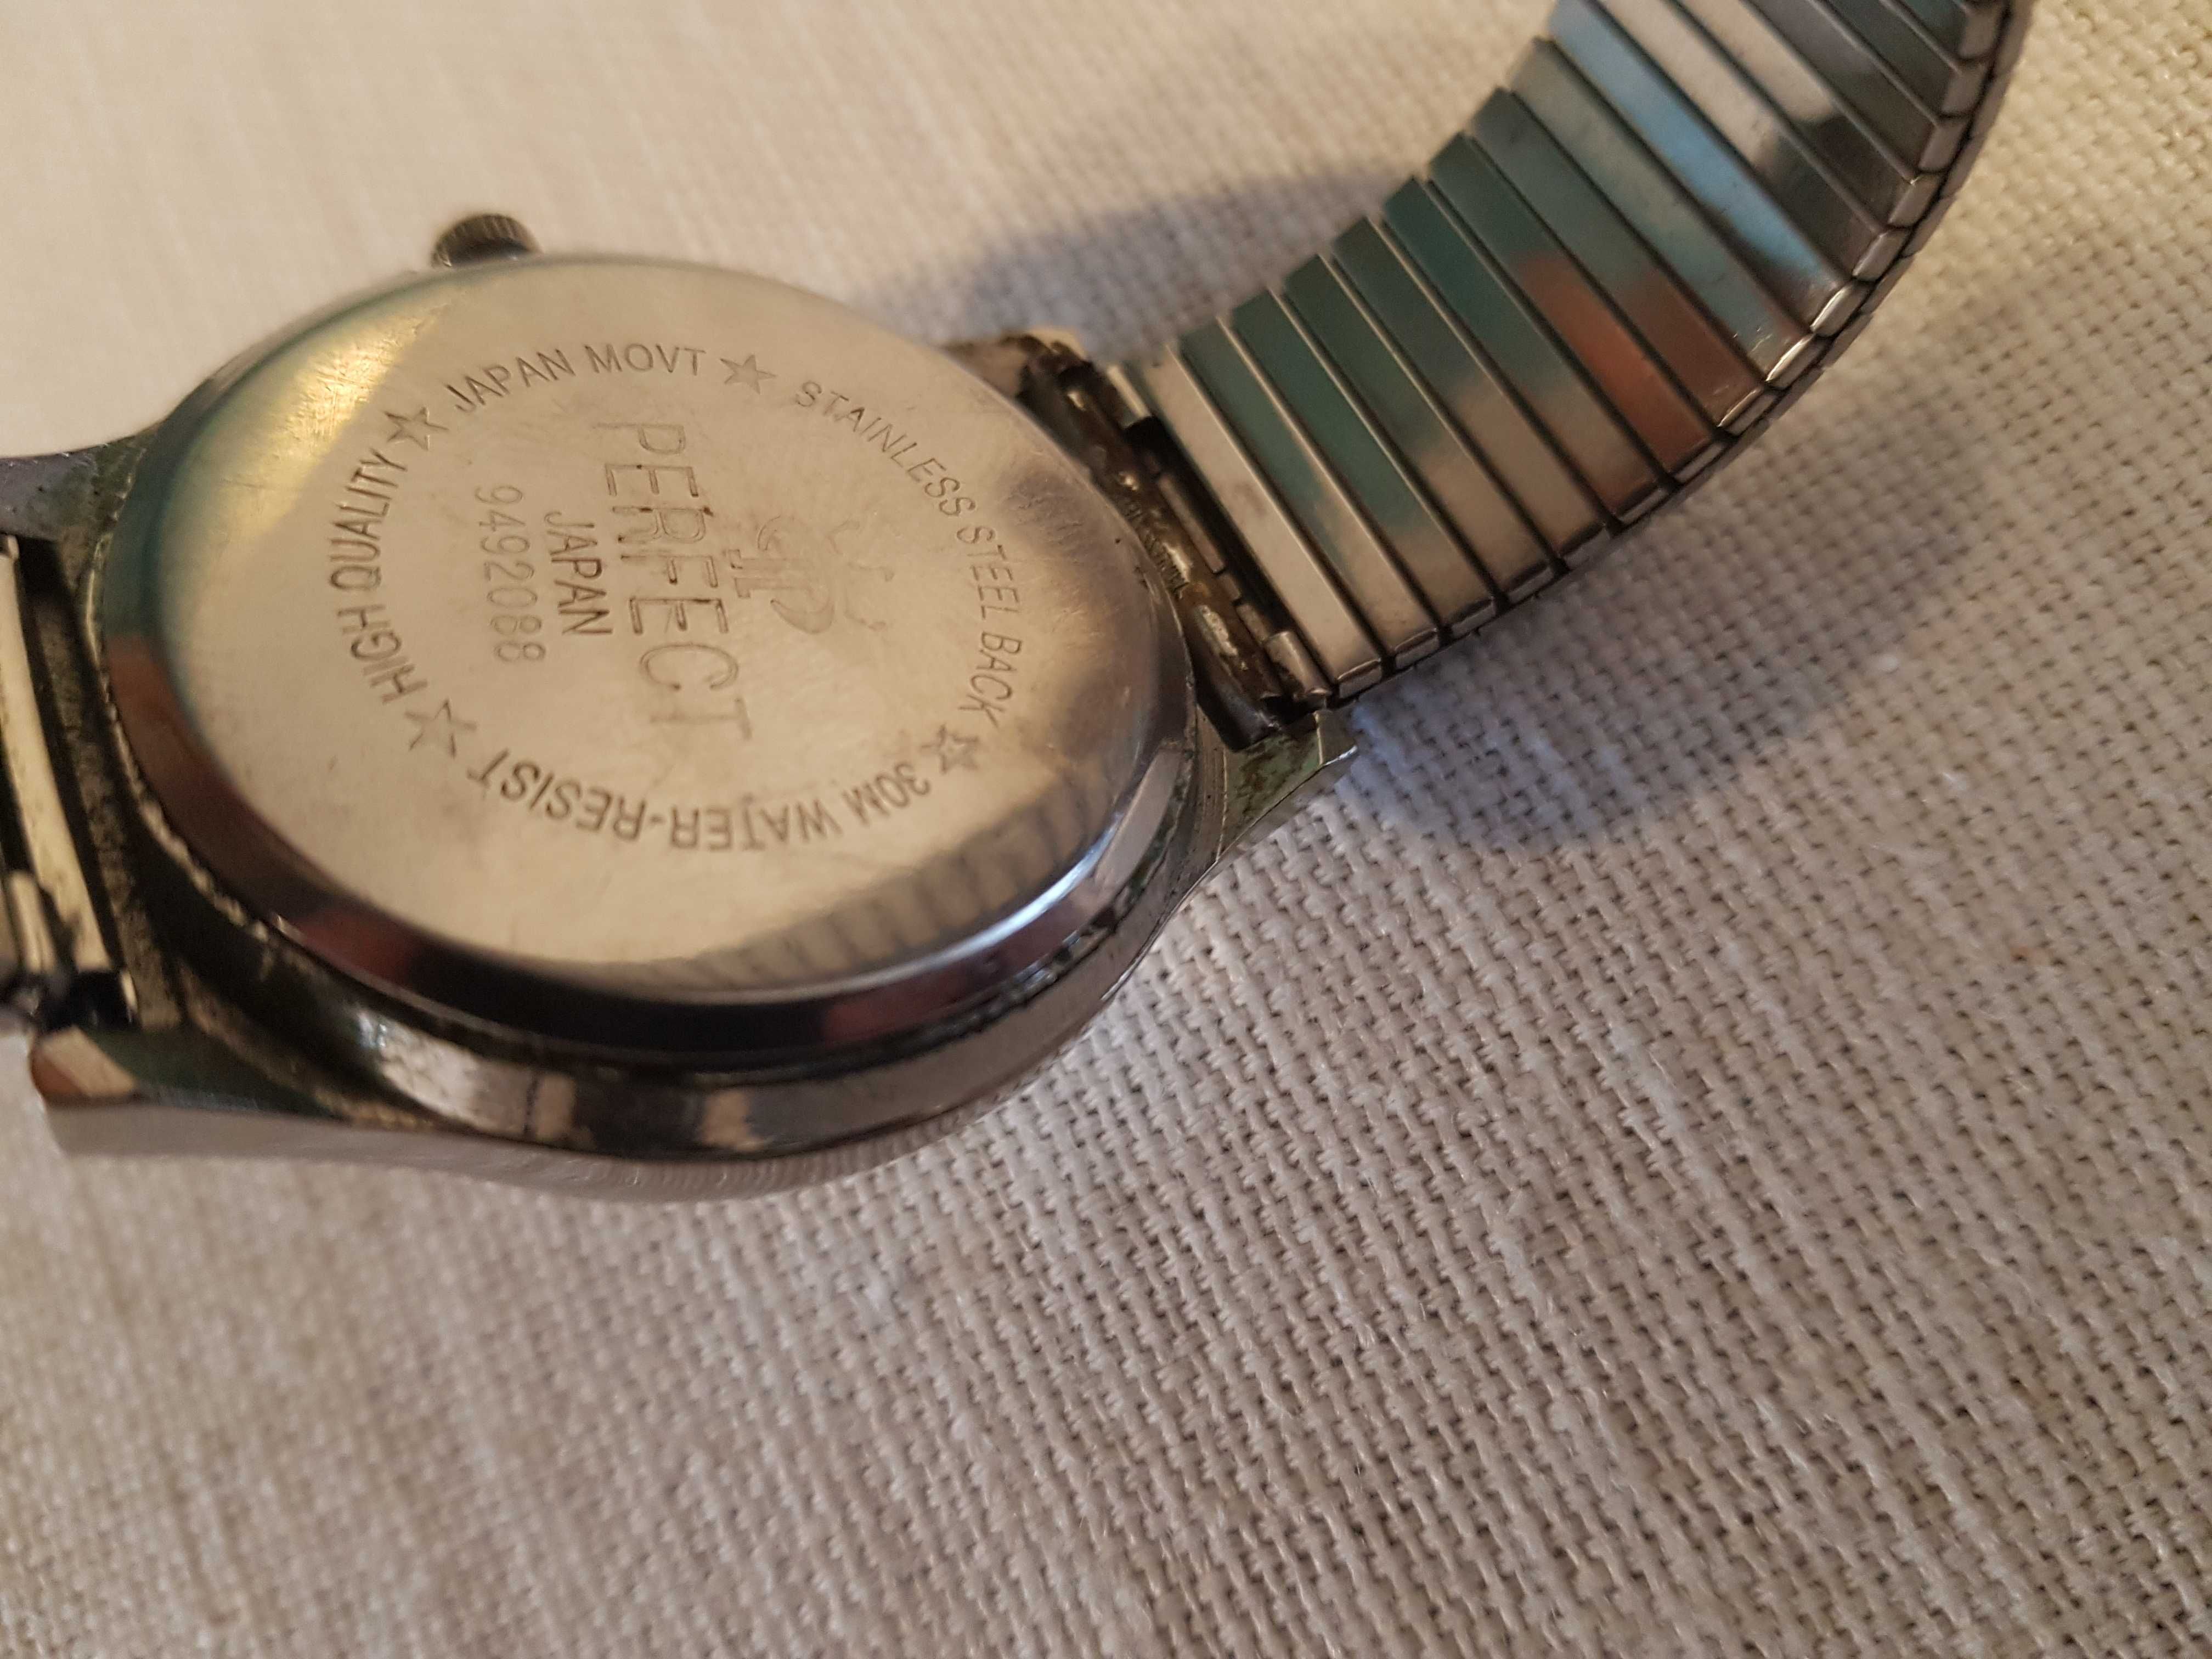 PERFECT
JAPAN
9492088
HIGH QUALITY ☆ JAPAN MOVT ☆ STAINLESS STEEL BACK ☆ 30M WATER-RESIST ☆